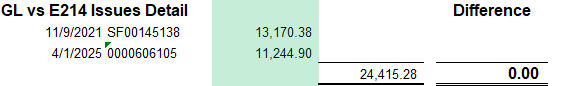 GL vs E214 Issues Detail Difference
11/9/2021 SF00145138 13,170.38
4/1/2025 0000606105 11,244.90
24,415.28 0.00